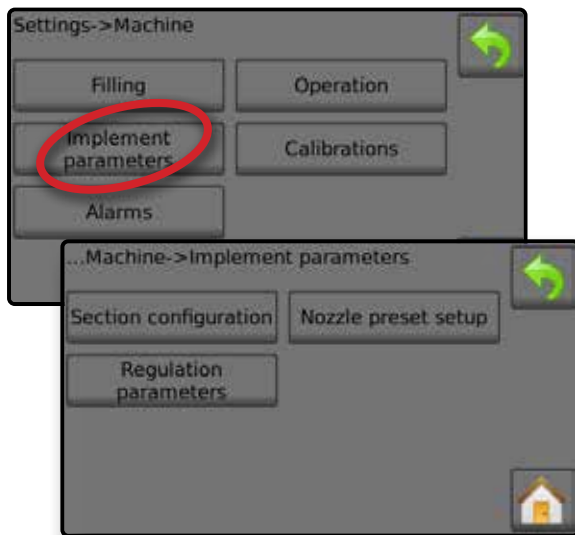 Settings->Machine
Filling
Operation
Implement
parameters
Calibrations
Alarms
...Machine->Implement parameters
Section configuration
Nozzle preset setup
Regulation
parameters